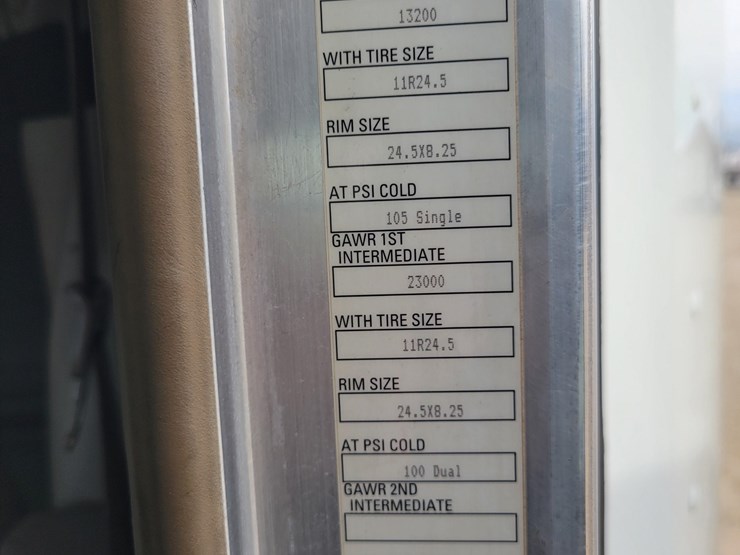 13200
WITH TIRE SIZE
11R24.5
RIM SIZE
24.5X8.25
AT PSI COLD
105 Single
GAWR 1ST
INTERMEDIATE
23000
WITH TIRE SIZE
11R24.5
RIM SIZE
24.5X8.25
AT PSI COLD
100 Dual
GAWR 2ND
INTERMEDIATE